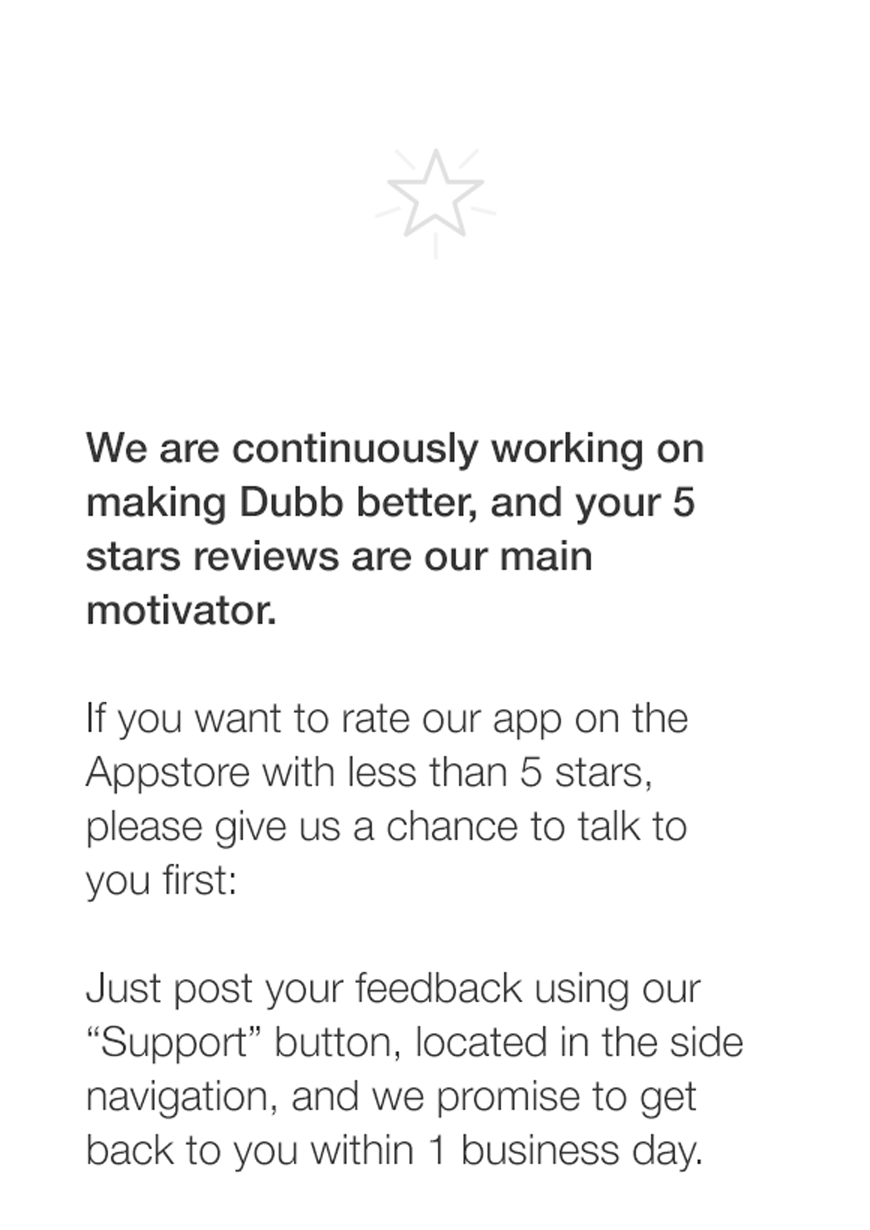 We are continuously working on
making Dubb better, and your 5
stars reviews are our main
motivator.
If you want to rate our app on the
Appstore with less than 5 stars,
please give us a chance to talk to
you first:
Just post your feedback using our
“Support” button, located in the side
navigation, and we promise to get
back to you within 1 business day.